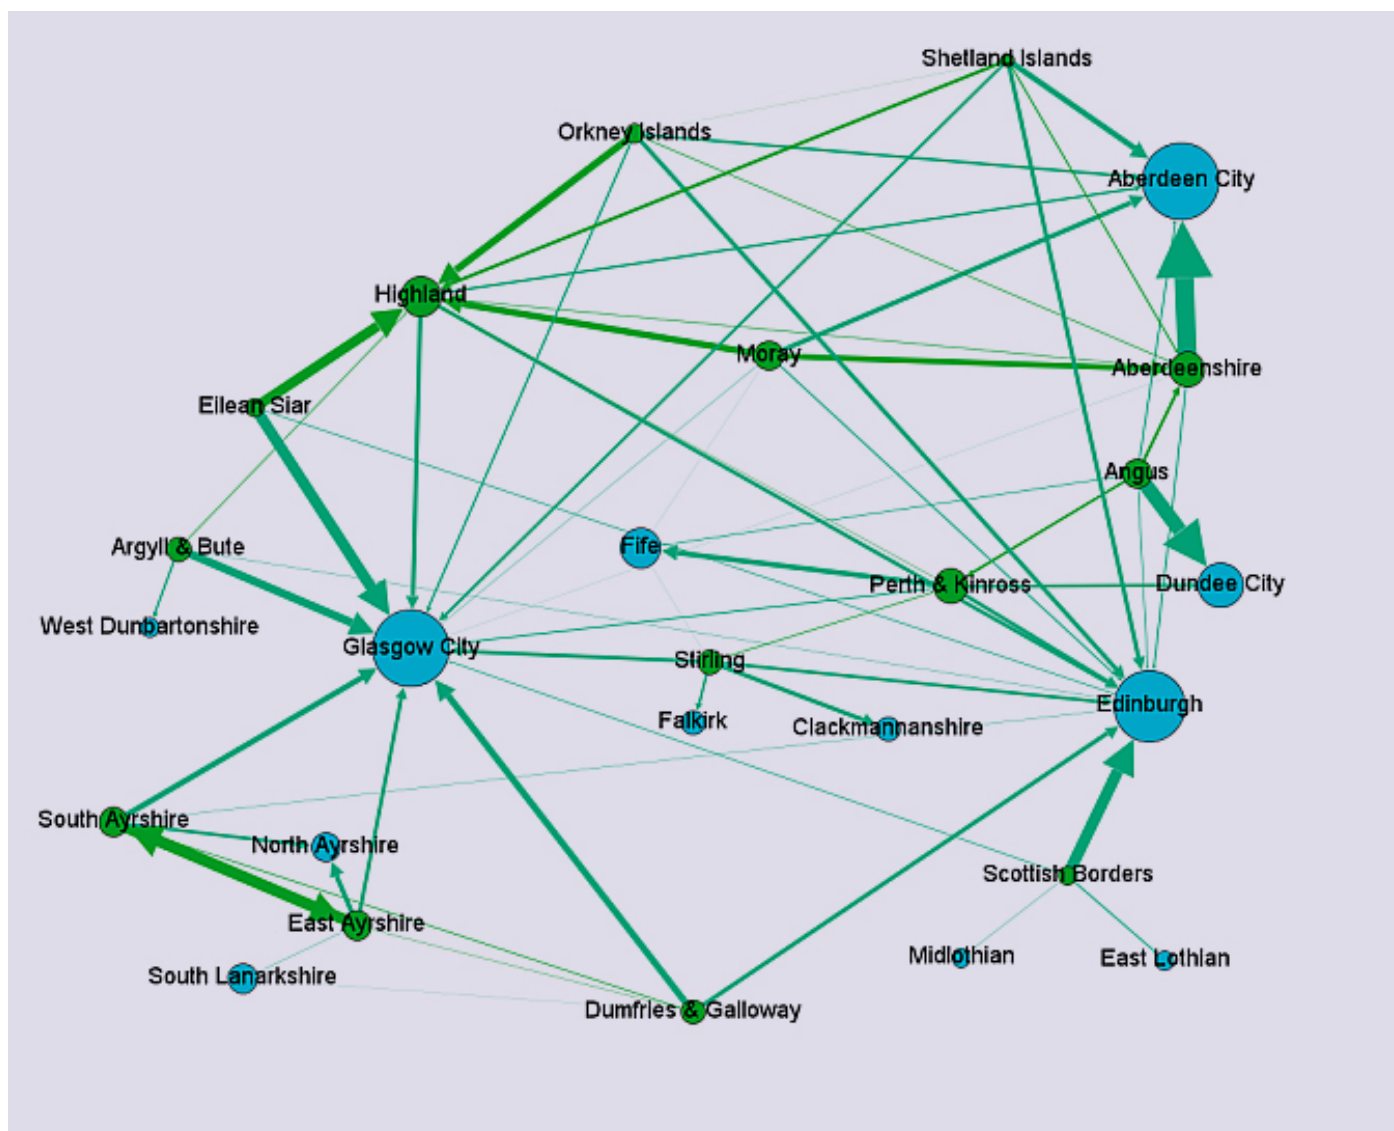 Shetland Islands
Orkney Islands
Aberdeen City
Highland
Moray
Aberdeenshire
Eilean Siar
Angus
Argyll & Bute
Fife
Perth & Kinross
Dundee City
West Dunbartonshire
Glasgow City
Stirling
Edinburgh
Falkirk
Clackmannanshire
South Ayrshire
North Ayrshire
Scottish Borders
East Ayrshire
Midlothian
East Lothian
South Lanarkshire
Dumfries & Galloway